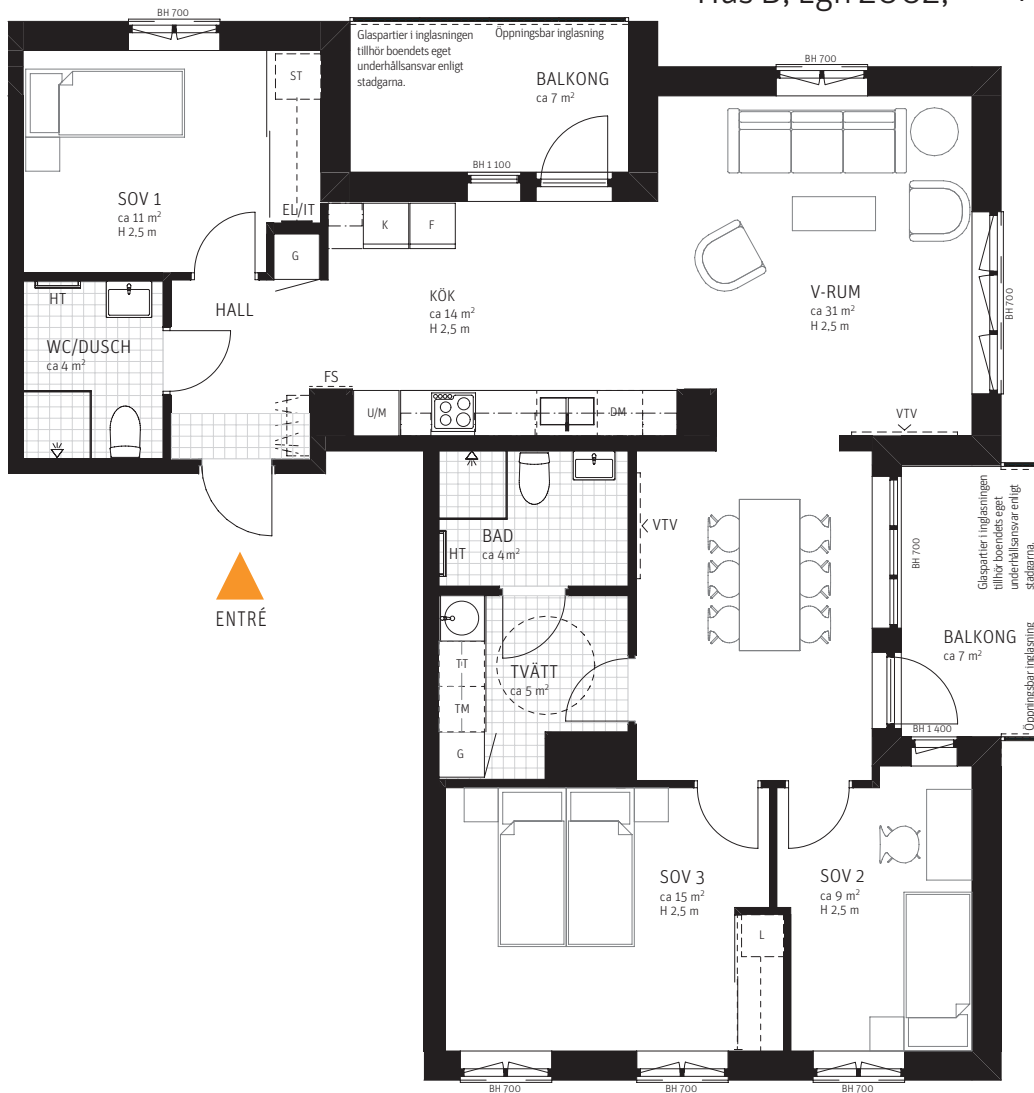 Hus B, Lgh 2002,
BH 700
Glaspartier i inglasningen
tillhör boendets eget
underhållsansvar enligt
stadgarna.
Öppningsbar inglasning
BALKONG
ca 7 m²
BH 700
ST
BH 1 100
SOV 1
ca 11 m²
H 2,5 m
EL/IT
K
F
G
HT
HALL
KÖK
ca 14 m²
H 2,5 m
V-RUM
ca 31 m²
H 2,5 m
BH 700
WC/DUSCH
ca 4 m²
FS
U/M
DM
VTV
BAD
ca 4 m²
HT
VTV
BH 700
Glaspartier i inglasningen
tillhör boendets eget
underhållsansvar enligt
stadgarna.
Öppningsbar inglasning
BALKONG
ca 7 m²
ENTRÉ
TT
TM
G
TVÄTT
ca 5 m²
BH 1 400
SOV 3
ca 15 m²
H 2,5 m
L
SOV 2
ca 9 m²
H 2,5 m
BH 700
BH 700
BH 700